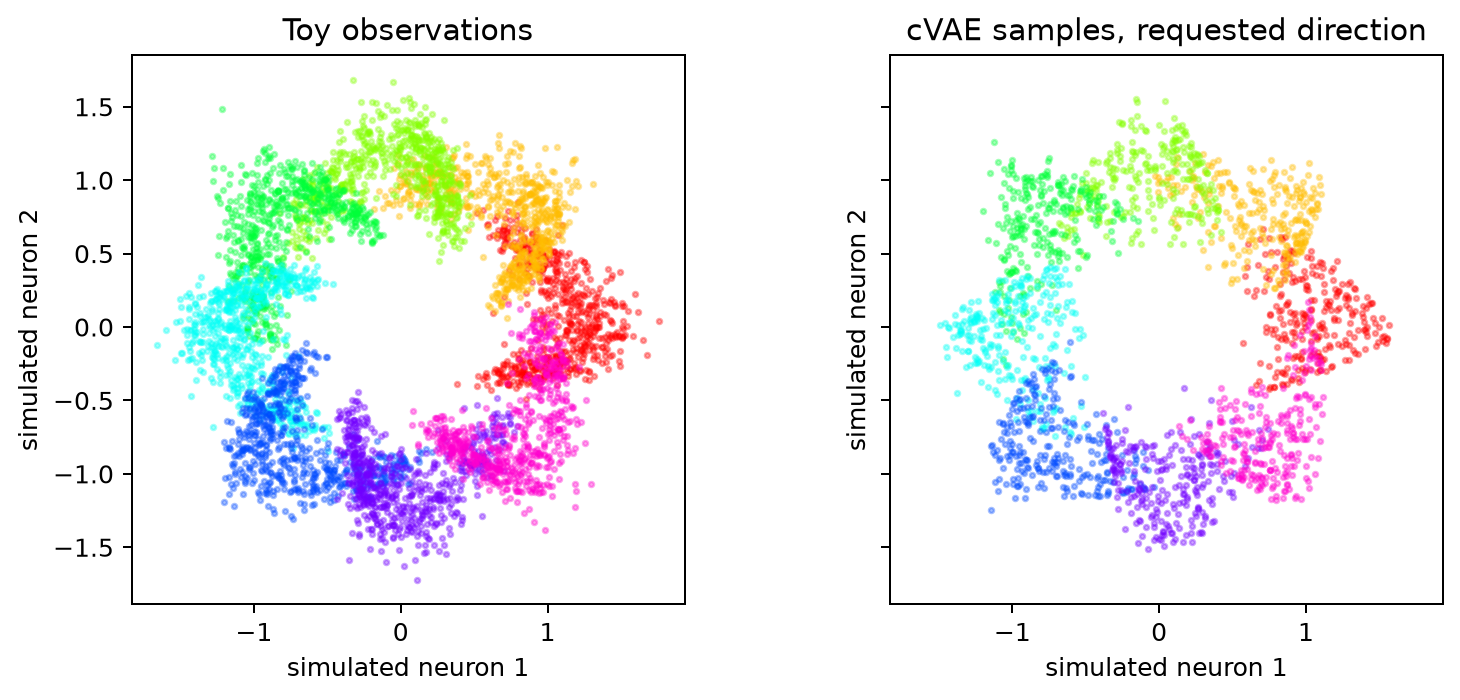 Toy observations
cVAE samples, requested direction
simulated neuron 2
1.5
1.0
0.5
0.0
−0.5
−1.0
−1.5
−1
0
1
simulated neuron 1
simulated neuron 2
−1
0
1
simulated neuron 1